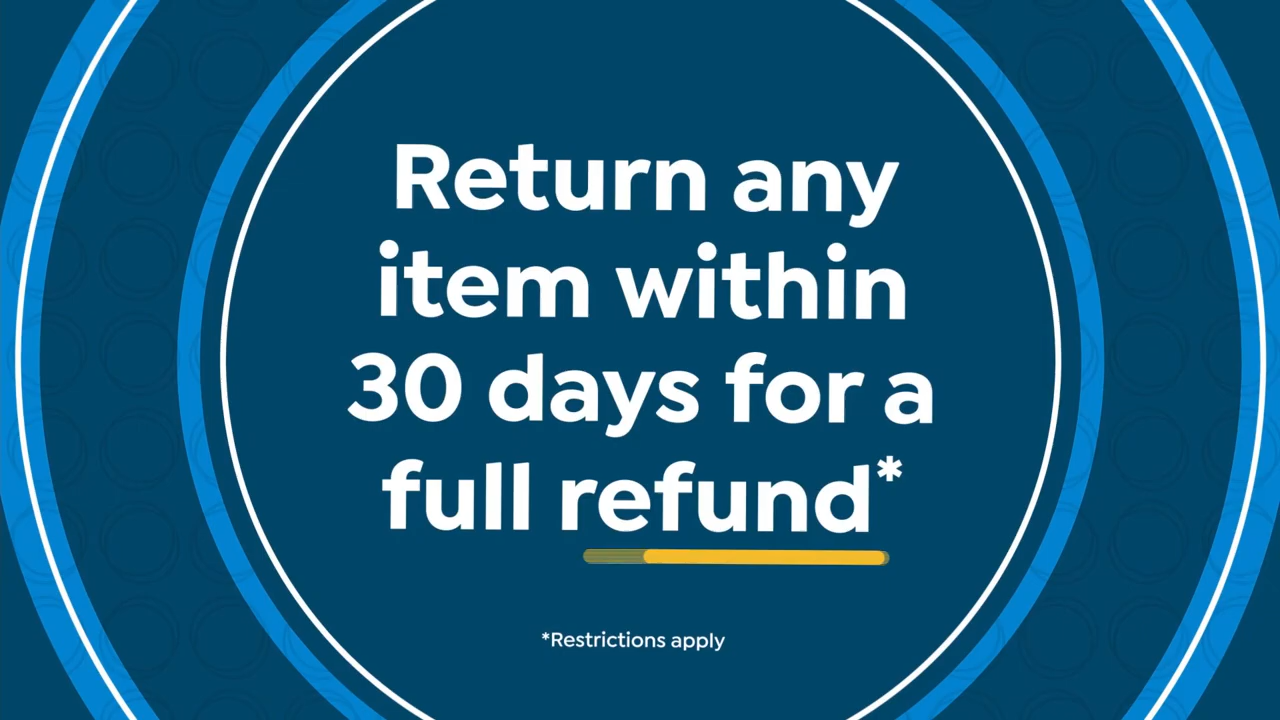 Return any
item within
30 days for a
full refund*
*Restrictions apply